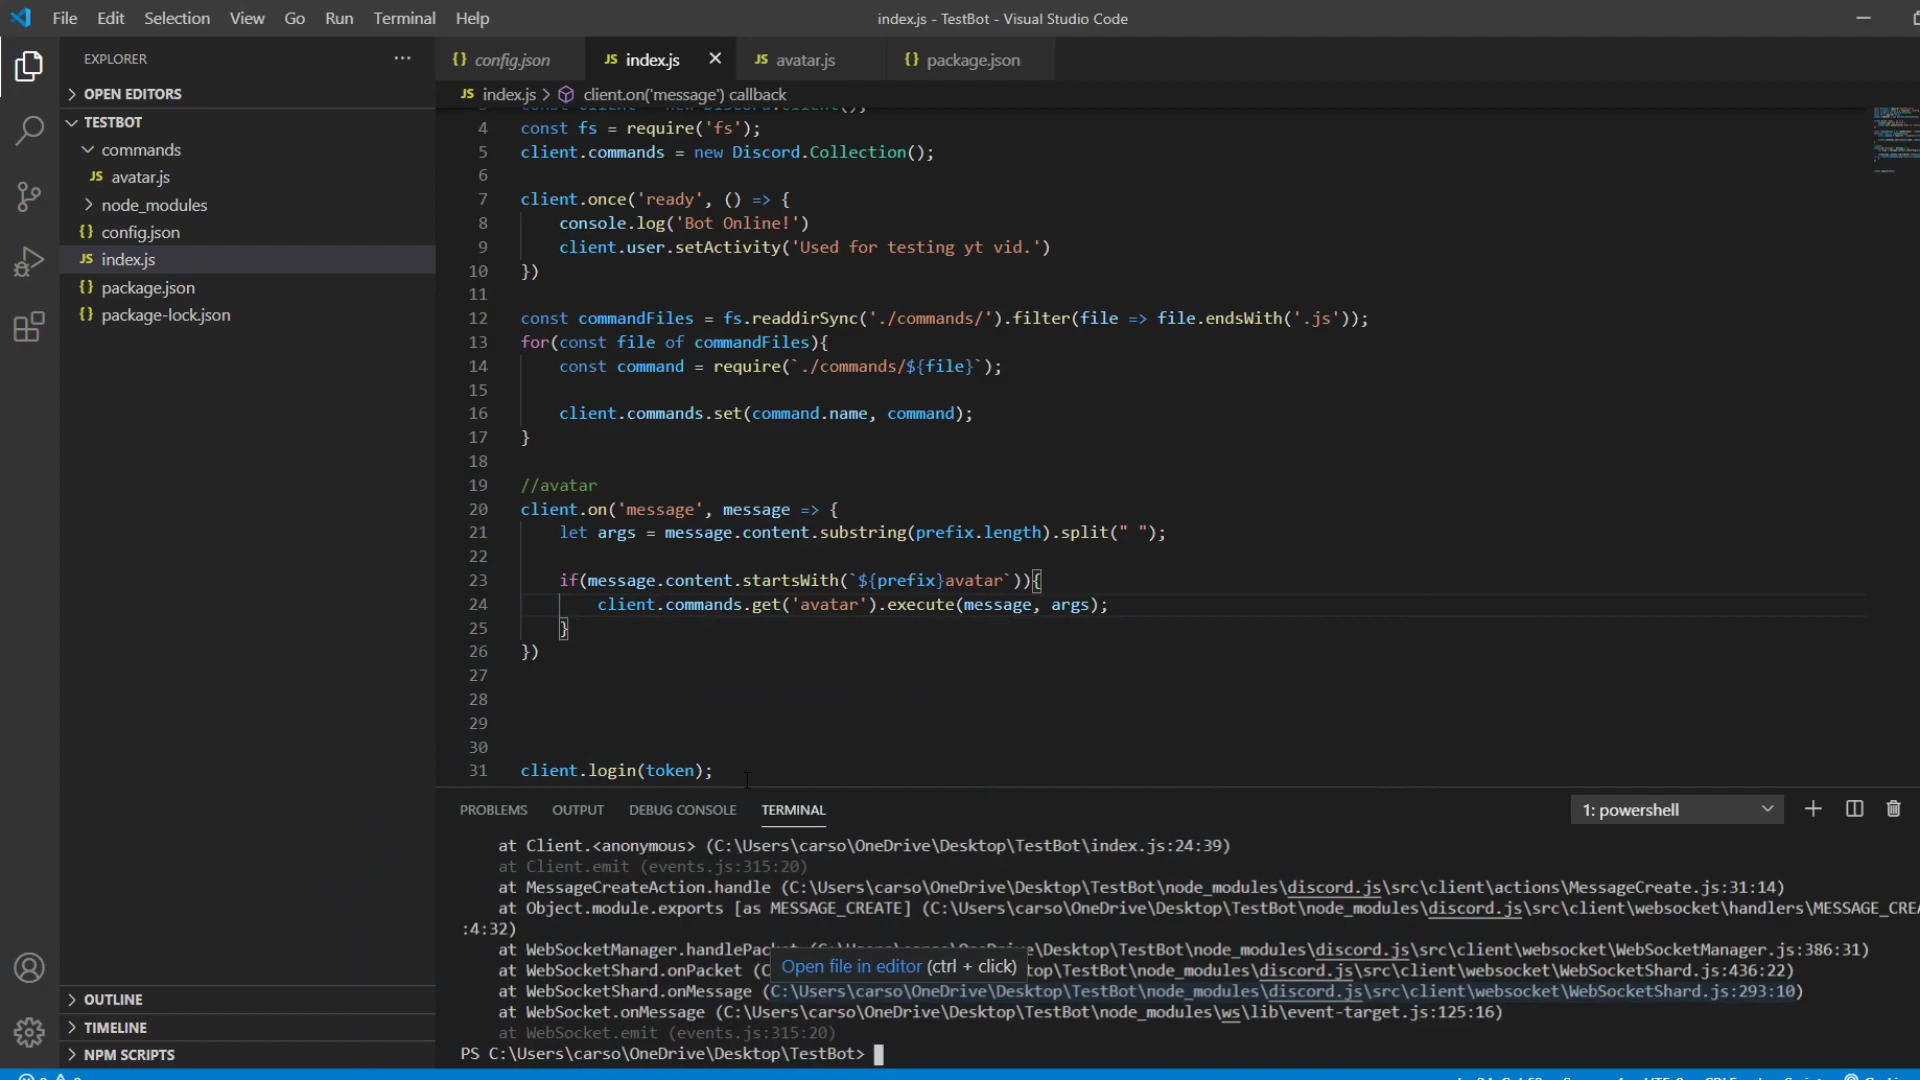 File Edit Selection View Go Run Terminal Help
index.js - TestBot - Visual Studio Code
EXPLORER
OPEN EDITORS
TESTBOT
commands
JS avatar.js
node_modules
{} config.json
JS index.js
{} package.json
{} package-lock.json
OUTLINE
TIMELINE
NPM SCRIPTS
{} config.json JS index.js JS avatar.js {} package.json
JS index.js > client.on('message') callback
4 const fs = require('fs');
5 client.commands = new Discord.Collection();
6
7 client.once('ready', () => {
8 console.log('Bot Online!')
9 client.user.setActivity('Used for testing yt vid.')
10 })
11
12 const commandFiles = fs.readdirSync('./commands/').filter(file => file.endsWith('.js'));
13 for(const file of commandFiles){
14 const command = require(`./commands/${file}`);
15
16 client.commands.set(command.name, command);
17 }
18
19 //avatar
20 client.on('message', message => {
21 let args = message.content.substring(prefix.length).split(" ");
22
23 if(message.content.startsWith(`${prefix}avatar`)){
24 client.commands.get('avatar').execute(message, args);
25 }
26 })
27
28
29
30
31 client.login(token);
PROBLEMS OUTPUT DEBUG CONSOLE TERMINAL
1: powershell
at Client.<anonymous> (C:\Users\carso\OneDrive\Desktop\TestBot\index.js:24:39)
at Client.emit (events.js:315:20)
at MessageCreateAction.handle (C:\Users\carso\OneDrive\Desktop\TestBot\node_modules\discord.js\src\client\actions\MessageCreate.js:31:14)
at Object.module.exports [as MESSAGE_CREATE] (C:\Users\carso\OneDrive\Desktop\TestBot\node_modules\discord.js\src\client\websocket\handlers\MESSAGE_CREA
:4:32)
at WebSocketManager.handlePacket \Desktop\TestBot\node_modules\discord.js\src\client\websocket\WebSocketManager.js:386:31)
Open file in editor (ctrl + click)
at WebSocketShard.onPacket (C top\TestBot\node_modules\discord.js\src\client\websocket\WebSocketShard.js:436:22)
at WebSocketShard.onMessage (C:\Users\carso\OneDrive\Desktop\TestBot\node_modules\discord.js\src\client\websocket\WebSocketShard.js:293:10)
at WebSocket.onMessage (C:\Users\carso\OneDrive\Desktop\TestBot\node_modules\ws\lib\event-target.js:125:16)
at WebSocket.emit (events.js:315:20)
PS C:\Users\carso\OneDrive\Desktop\TestBot>